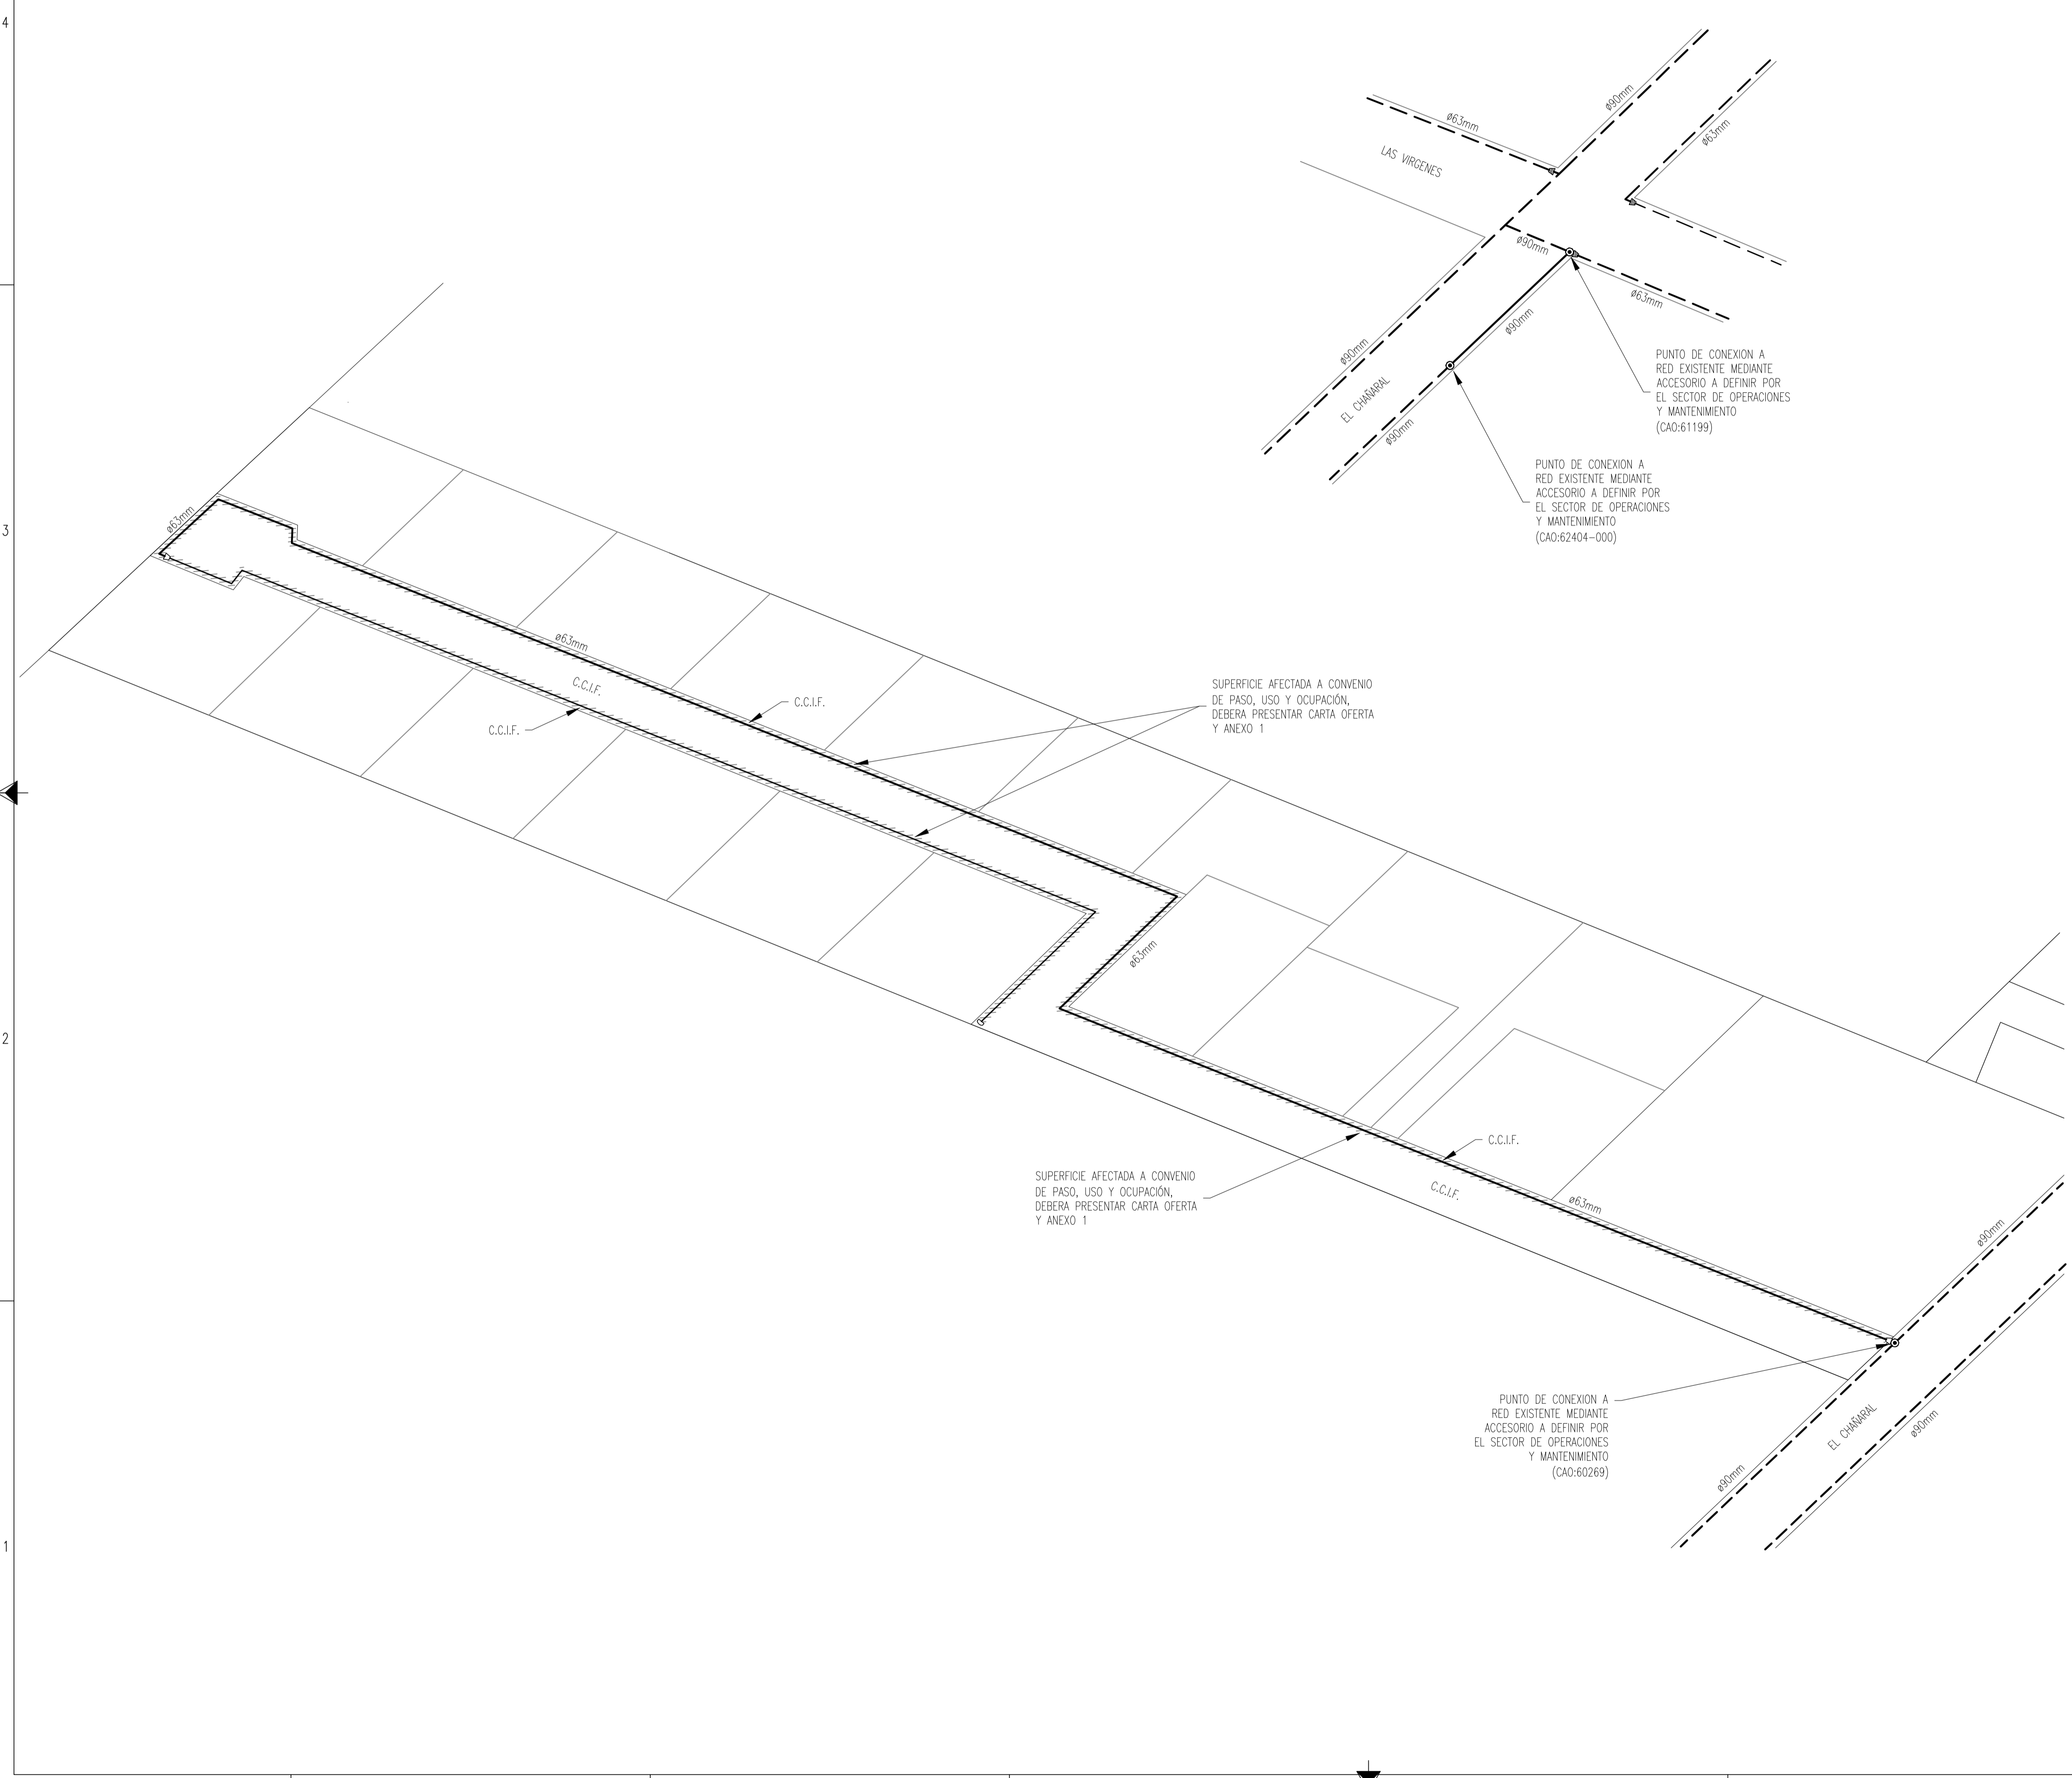 4
3
2
1
ø90mm
ø63mm
ø63mm
LAS VIRGENES
ø90mm
ø63mm
ø90mm
ø90mm
EL CHAÑARAL
ø90mm
PUNTO DE CONEXION A
RED EXISTENTE MEDIANTE
ACCESORIO A DEFINIR POR
EL SECTOR DE OPERACIONES
Y MANTENIMIENTO
(CAO:61199)
PUNTO DE CONEXION A
RED EXISTENTE MEDIANTE
ACCESORIO A DEFINIR POR
EL SECTOR DE OPERACIONES
Y MANTENIMIENTO
(CAO:62404-000)
ø63mm
ø63mm
C.C.I.F.
C.C.I.F.
C.C.I.F.
SUPERFICIE AFECTADA A CONVENIO
DE PASO, USO Y OCUPACIÓN,
DEBERA PRESENTAR CARTA OFERTA
Y ANEXO 1
ø63mm
C.C.I.F.
SUPERFICIE AFECTADA A CONVENIO
DE PASO, USO Y OCUPACIÓN,
DEBERA PRESENTAR CARTA OFERTA
Y ANEXO 1
C.C.I.F.
ø63mm
ø90mm
PUNTO DE CONEXION A
RED EXISTENTE MEDIANTE
ACCESORIO A DEFINIR POR
EL SECTOR DE OPERACIONES
Y MANTENIMIENTO
(CAO:60269)
EL CHAÑARAL
ø90mm
ø90mm